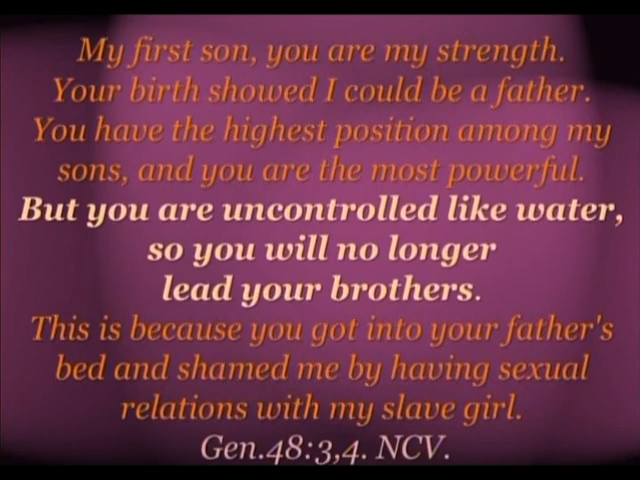 My first son, you are my strength.
Your birth showed I could be a father.
You have the highest position among my
sons, and you are the most powerful.
But you are uncontrolled like water,
so you will no longer
lead your brothers.
This is because you got into your father's
bed and shamed me by having sexual
relations with my slave girl.
Gen.48:3,4. NCV.